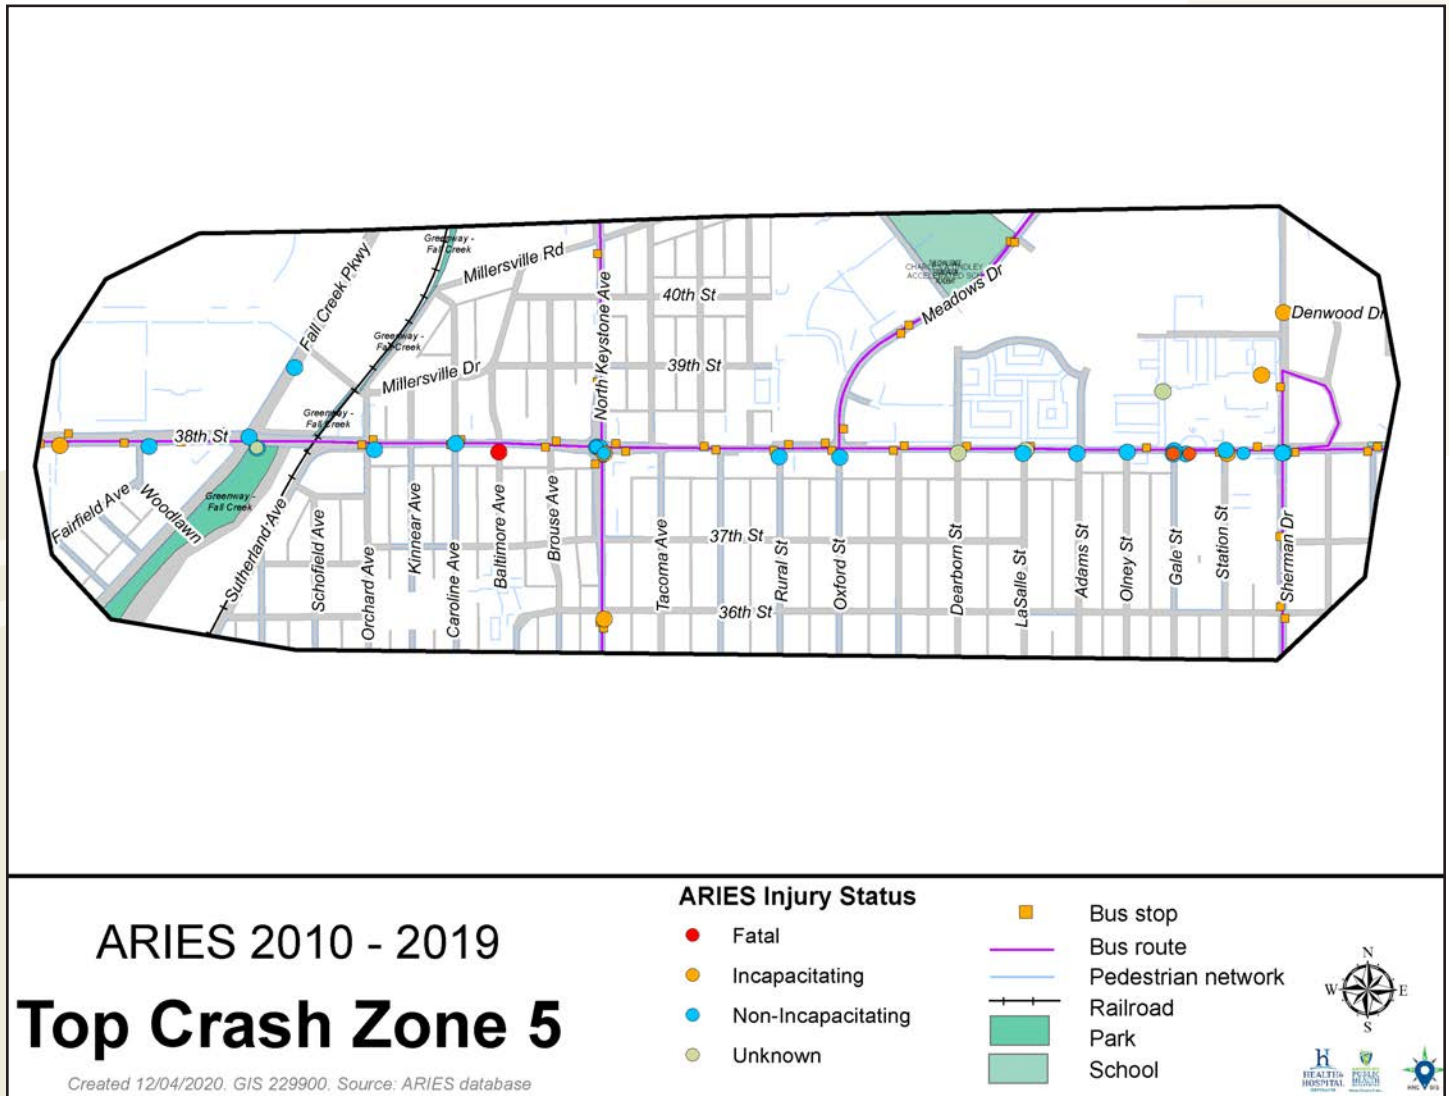 Greenway -
Fall Creek
Fall Creek Pkwy
Millersville Rd
North Keystone Ave
40th St
Meadows Dr
Denwood Dr
Greenway -
Fall Creek
Millersville Dr
39th St
Greenway -
Fall Creek
38th St
Fairfield Ave
Woodlawn
Greenway -
Fall Creek
Sutherland Ave
Schofield Ave
Orchard Ave
Kinnear Ave
Caroline Ave
Baltimore Ave
Brouse Ave
Tacoma Ave
37th St
36th St
Rural St
Oxford St
Dearborn St
LaSalle St
Adams St
Olney St
Gale St
Station St
Sherman Dr
ARIES 2010 - 2019
Top Crash Zone 5
Created 12/04/2020. GIS 229900. Source: ARIES database
ARIES Injury Status
Fatal
Incapacitating
Non-Incapacitating
Unknown
Bus stop
Bus route
Pedestrian network
Railroad
Park
School
N
W
E
S
HEALTH &
HOSPITAL
PUBLIC
HEALTH